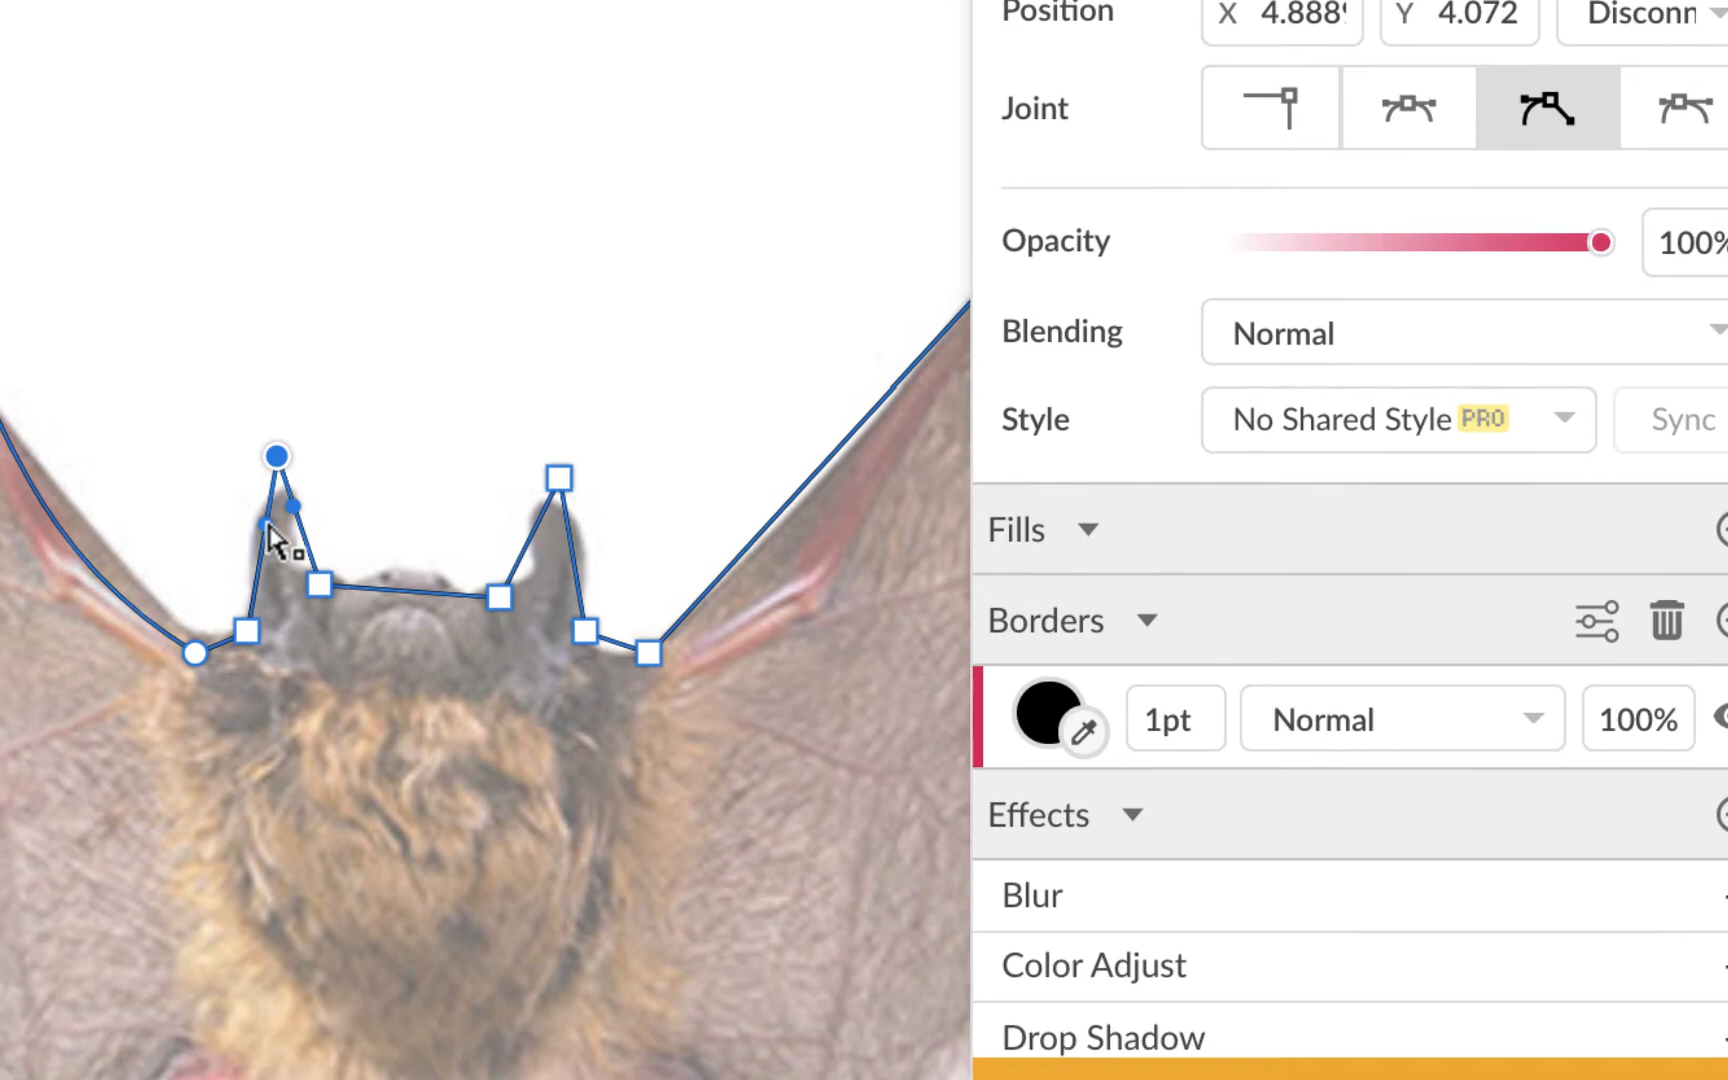 Position X 4.888 Y 4.072 Disconn
Joint
Opacity 100%
Blending Normal
Style No Shared Style PRO Sync
Fills
Borders
1pt Normal 100%
Effects
Blur
Color Adjust
Drop Shadow